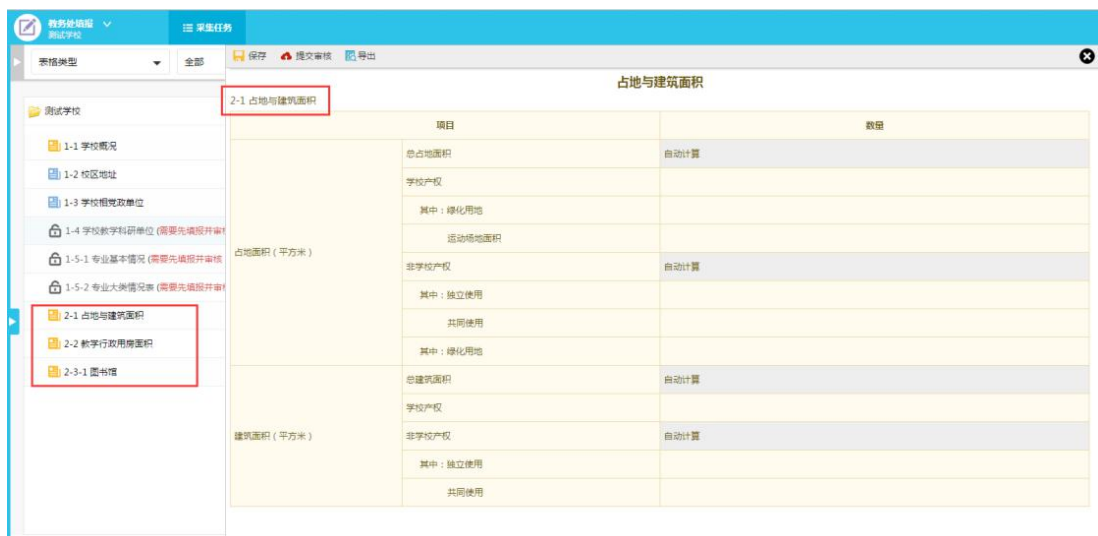 教务处填报
测试学校
采集任务
表格类型
全部
保存 提交审核 导出
占地与建筑面积
2-1 占地与建筑面积
测试学校
1-1 学校概况
1-2 校区地址
1-3 学校相党政单位
1-4 学校教学科研单位 (需要先填报并审
1-5-1 专业基本情况 (需要先填报并审核
1-5-2 专业大类情况表 (需要先填报并审
2-1 占地与建筑面积
2-2 教学行政用房面积
2-3-1 图书馆
项目 数量
占地面积（平方米）
总占地面积 自动计算
学校产权
其中：绿化用地
运动场地面积
非学校产权 自动计算
其中：独立使用
共同使用
其中：绿化用地
建筑面积（平方米）
总建筑面积 自动计算
学校产权
非学校产权 自动计算
其中：独立使用
共同使用